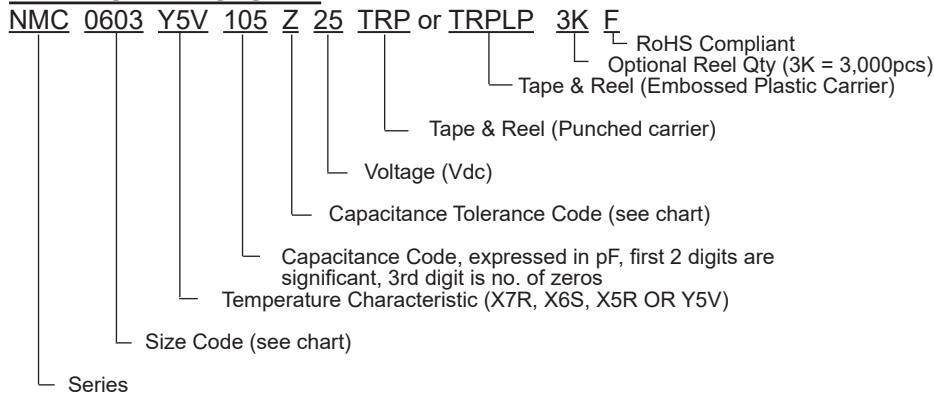 NMC 0603 Y5V 105 Z 25 TRP or TRPLP 3K F
RoHS Compliant
Optional Reel Qty (3K = 3,000pcs)
Tape & Reel (Embossed Plastic Carrier)
Tape & Reel (Punched carrier)
Voltage (Vdc)
Capacitance Tolerance Code (see chart)
Capacitance Code, expressed in pF, first 2 digits are
significant, 3rd digit is no. of zeros
Temperature Characteristic (X7R, X6S, X5R OR Y5V)
Size Code (see chart)
Series